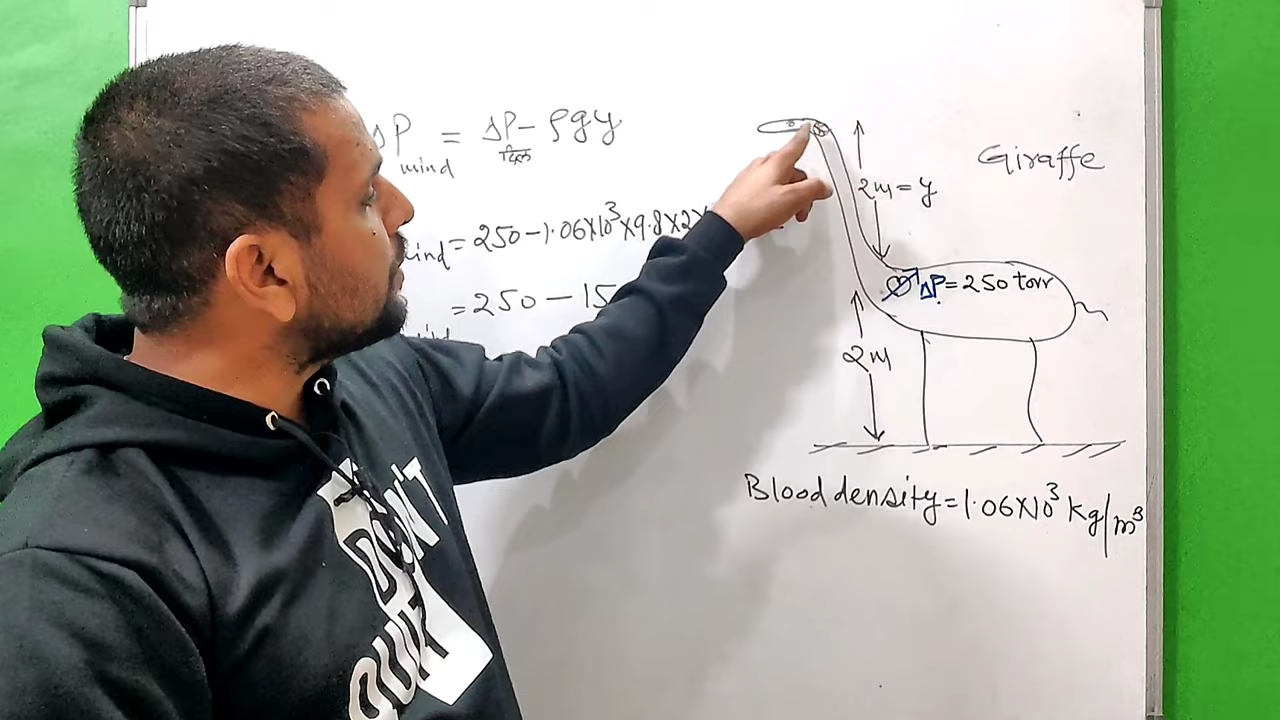 ΔP mind = ΔP दिल - ρgy
ind = 250 - 1.06×10³×9.8×2×
= 250 - 15
Giraffe
2m = y
ΔP = 250 torr
2m
Blood density = 1.06×10³ Kg/m³
DON'T
QUIT